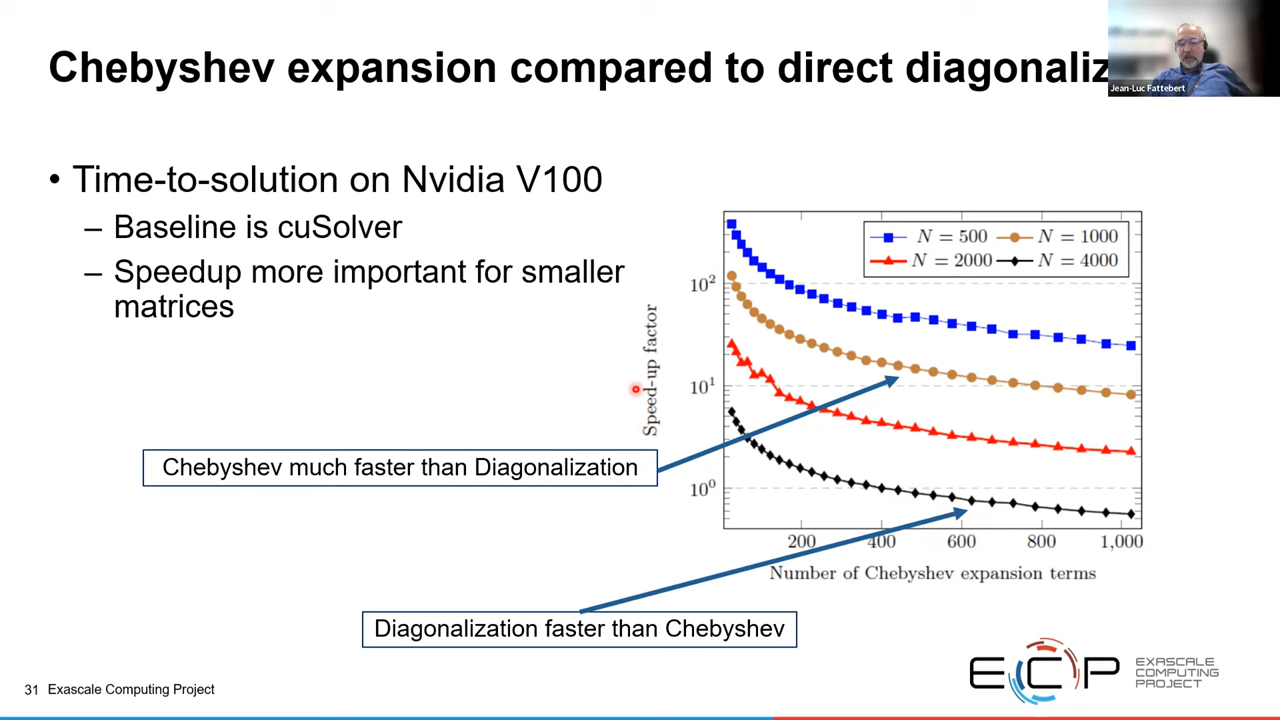 Chebyshev expansion compared to direct diagonaliz
Jean-Luc Fattebert
• Time-to-solution on Nvidia V100
– Baseline is cuSolver
– Speedup more important for smaller
matrices
N = 500 N = 1000
N = 2000 N = 4000
10²
10¹
10⁰
Speed-up factor
200 400 600 800 1,000
Number of Chebyshev expansion terms
Chebyshev much faster than Diagonalization
Diagonalization faster than Chebyshev
31 Exascale Computing Project
ECP
EXASCALE
COMPUTING
PROJECT